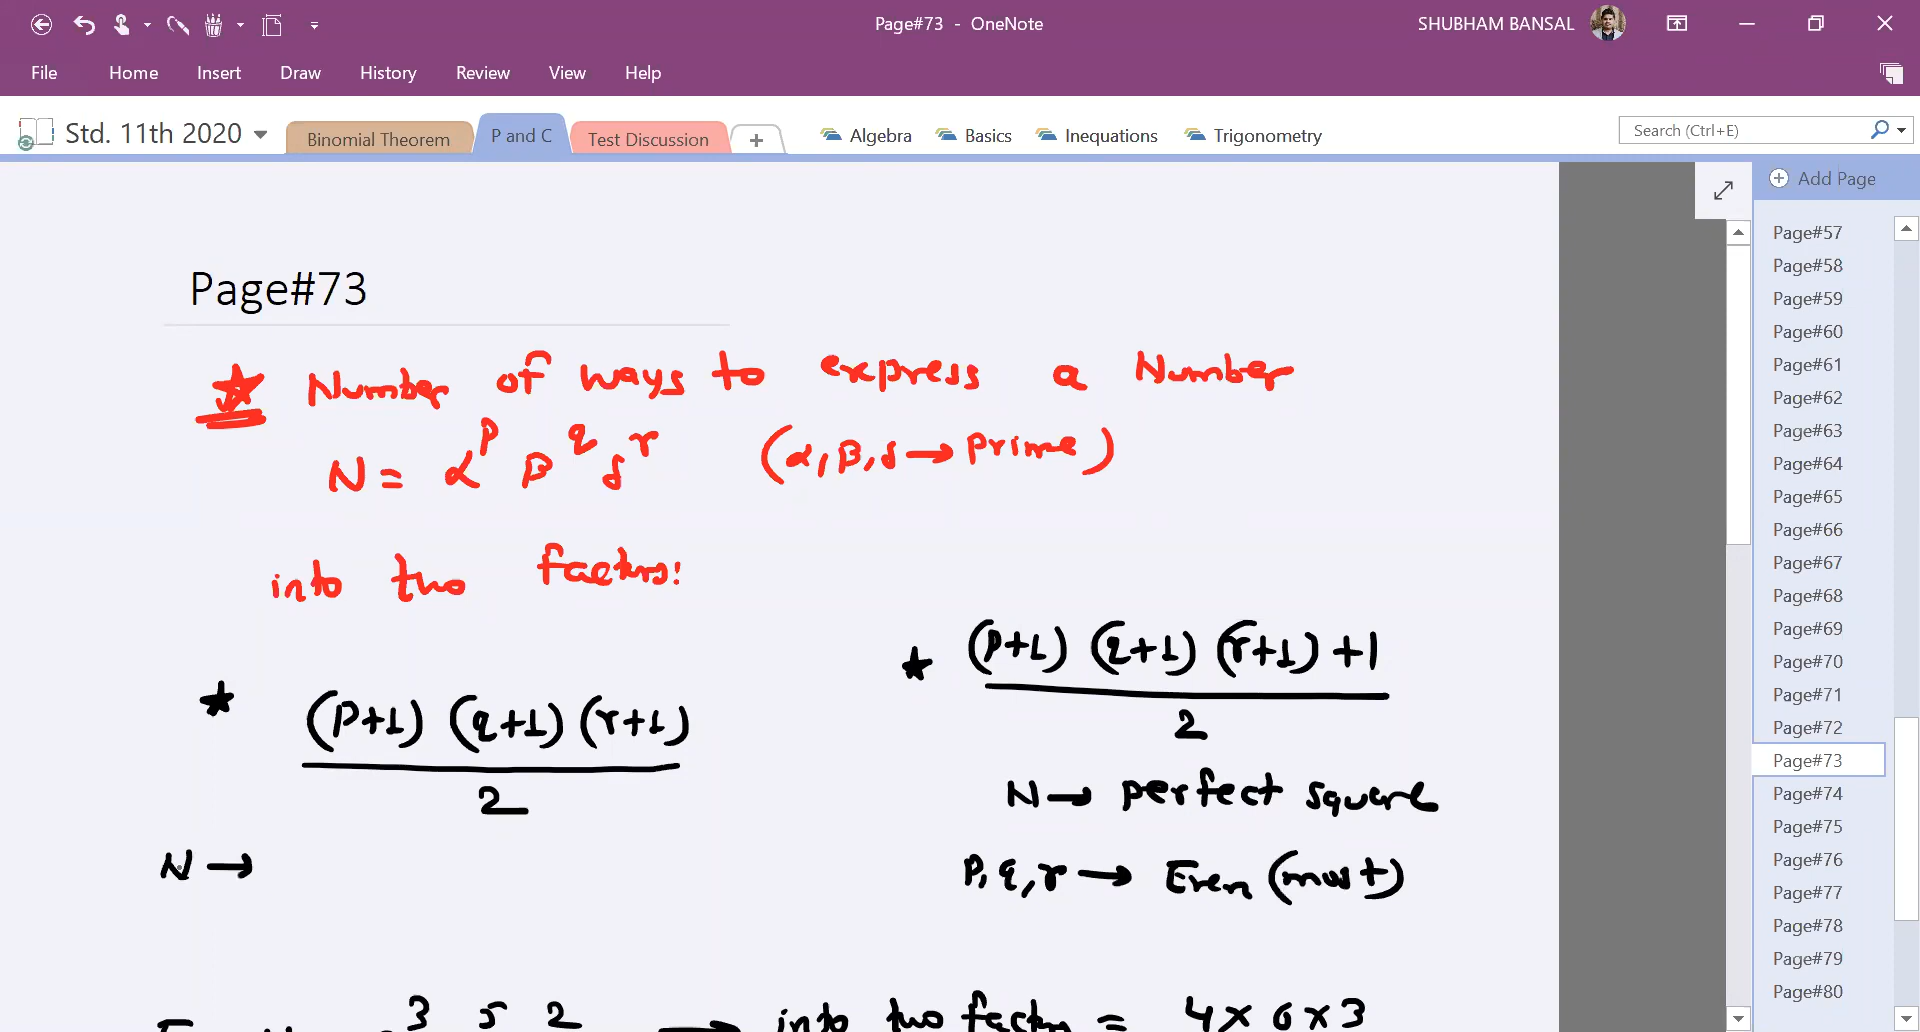 Page#73 - OneNote
SHUBHAM BANSAL
File Home Insert Draw History Review View Help
Std. 11th 2020
Binomial Theorem
P and C
Test Discussion
+
Algebra
Basics
Inequations
Trigonometry
Search (Ctrl+E)
Add Page
Page#57
Page#58
Page#59
Page#60
Page#61
Page#62
Page#63
Page#64
Page#65
Page#66
Page#67
Page#68
Page#69
Page#70
Page#71
Page#72
Page#73
Page#74
Page#75
Page#76
Page#77
Page#78
Page#79
Page#80
Page#73
Number of ways to express a Number
N = α^p β^q δ^r (α, β, δ → Prime)
into two factors:
(p+1) (q+1) (r+1)
2
N →
(p+1) (q+1) (r+1) +1
2
N → perfect square
p, q, r → Even (must)
3 5 2 → into two factor = 4 x 6 x 3